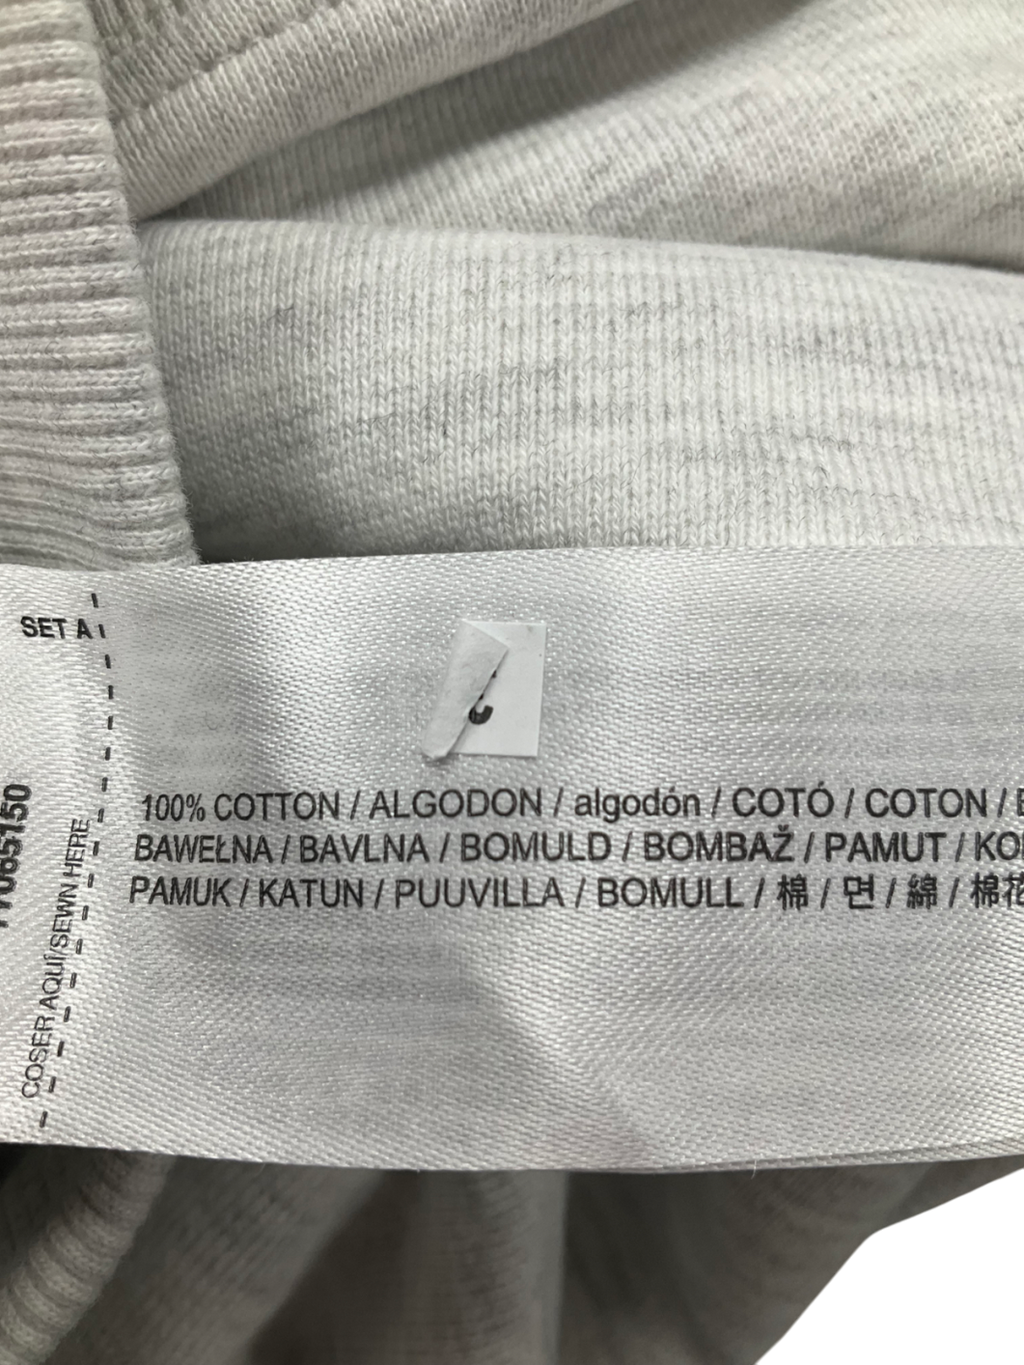 SET A
100% COTTON / ALGODON / algodón / COTÓ / COTON /
BAWEŁNA / BAVLNA / BOMULD / BOMBAŽ / PAMUT /
PAMUK / KATUN / PUUVILLA / BOMULL / 棉 / 면 / 綿 / 棉花
COSER AQUÍ/SEWN HERE